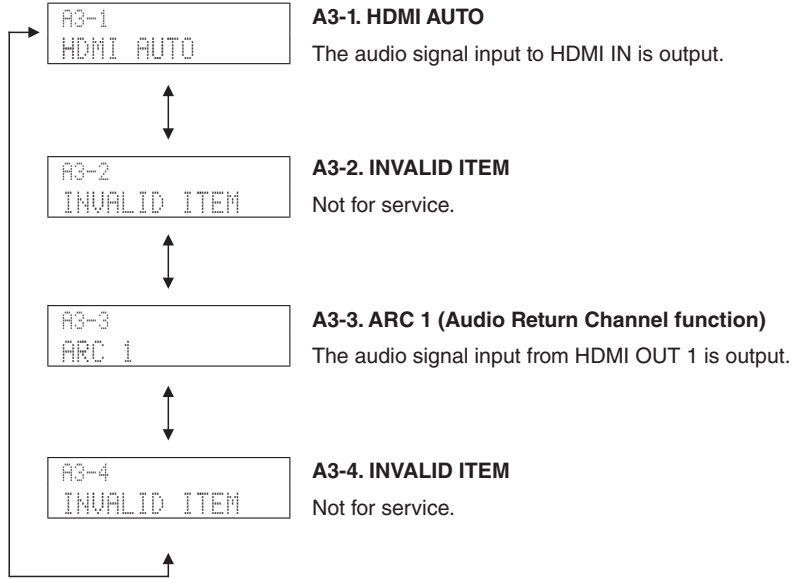 A3-1
HDMI AUTO
A3-1. HDMI AUTO
The audio signal input to HDMI IN is output.
A3-2
INVALID ITEM
A3-2. INVALID ITEM
Not for service.
A3-3
ARC 1
A3-3. ARC 1 (Audio Return Channel function)
The audio signal input from HDMI OUT 1 is output.
A3-4
INVALID ITEM
A3-4. INVALID ITEM
Not for service.